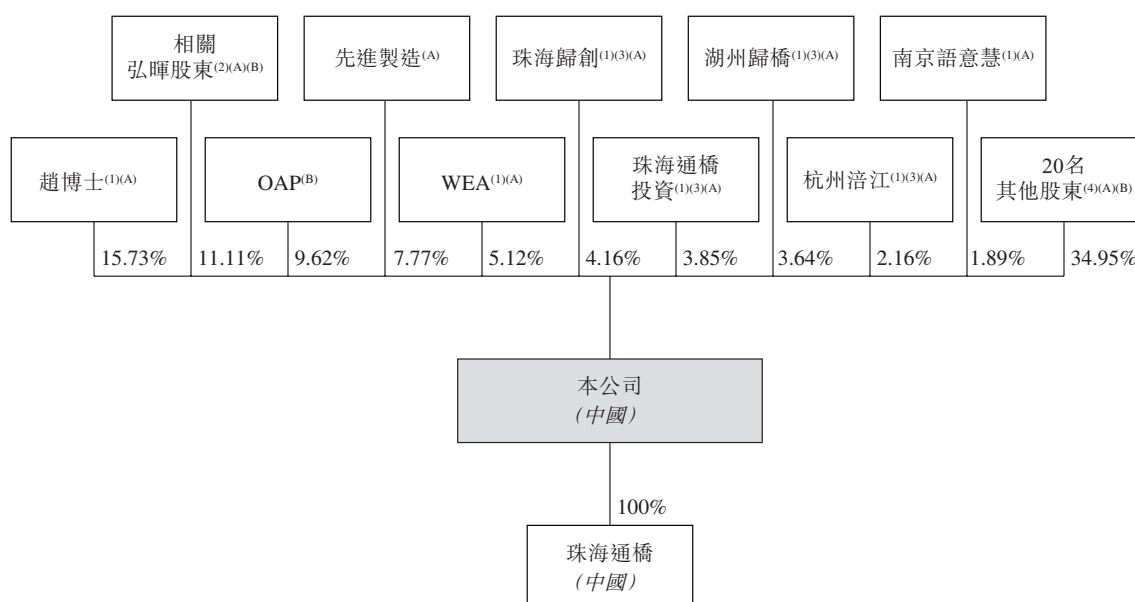 相關
弘暉股東(2)(A)(B)
先進製造(A)
珠海歸創(1)(3)(A)
湖州歸橋(1)(3)(A)
南京語意慧(1)(A)
趙博士(1)(A)
OAP(B)
WEA(1)(A)
珠海通橋
投資(1)(3)(A)
杭州涪江(1)(3)(A)
20名
其他股東(4)(A)(B)
15.73%
11.11%
9.62%
7.77%
5.12%
4.16%
3.85%
3.64%
2.16%
1.89%
34.95%
本公司
(中國)
100%
珠海通橋
(中國)